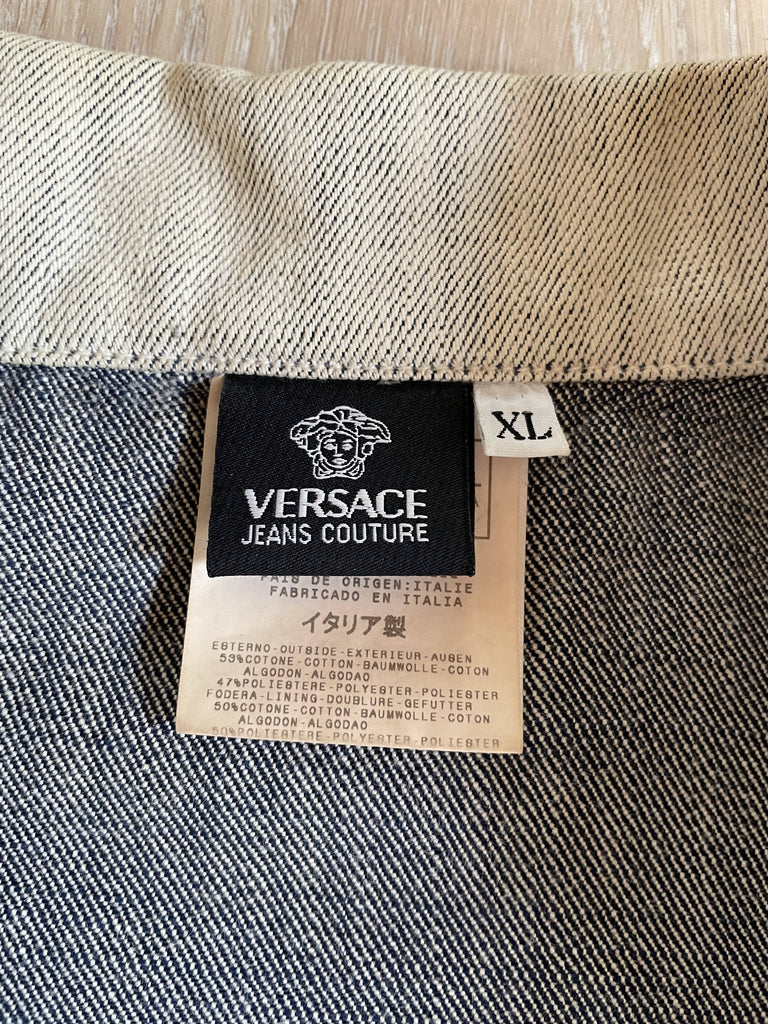 VERSACE
JEANS COUTURE
XL
PAIS DE ORIGEN:ITALIE
FABRICADO EN ITALIA
イタリア製
ESTERNO-OUTSIDE-EXTERIEUR-AUSEN
53%COTONE-COTTON-BAUMWOLLE-COTON
ALGODON-ALGODAO
47%POLIESTERE-POLYESTER-POLIESTER
FODERA-LINING-DOUBLURE-GEFUTTER
50%COTONE-COTTON-BAUMWOLLE-COTON
ALGODON-ALGODAO
50%POLIESTERE-POLYESTER-POLIESTER